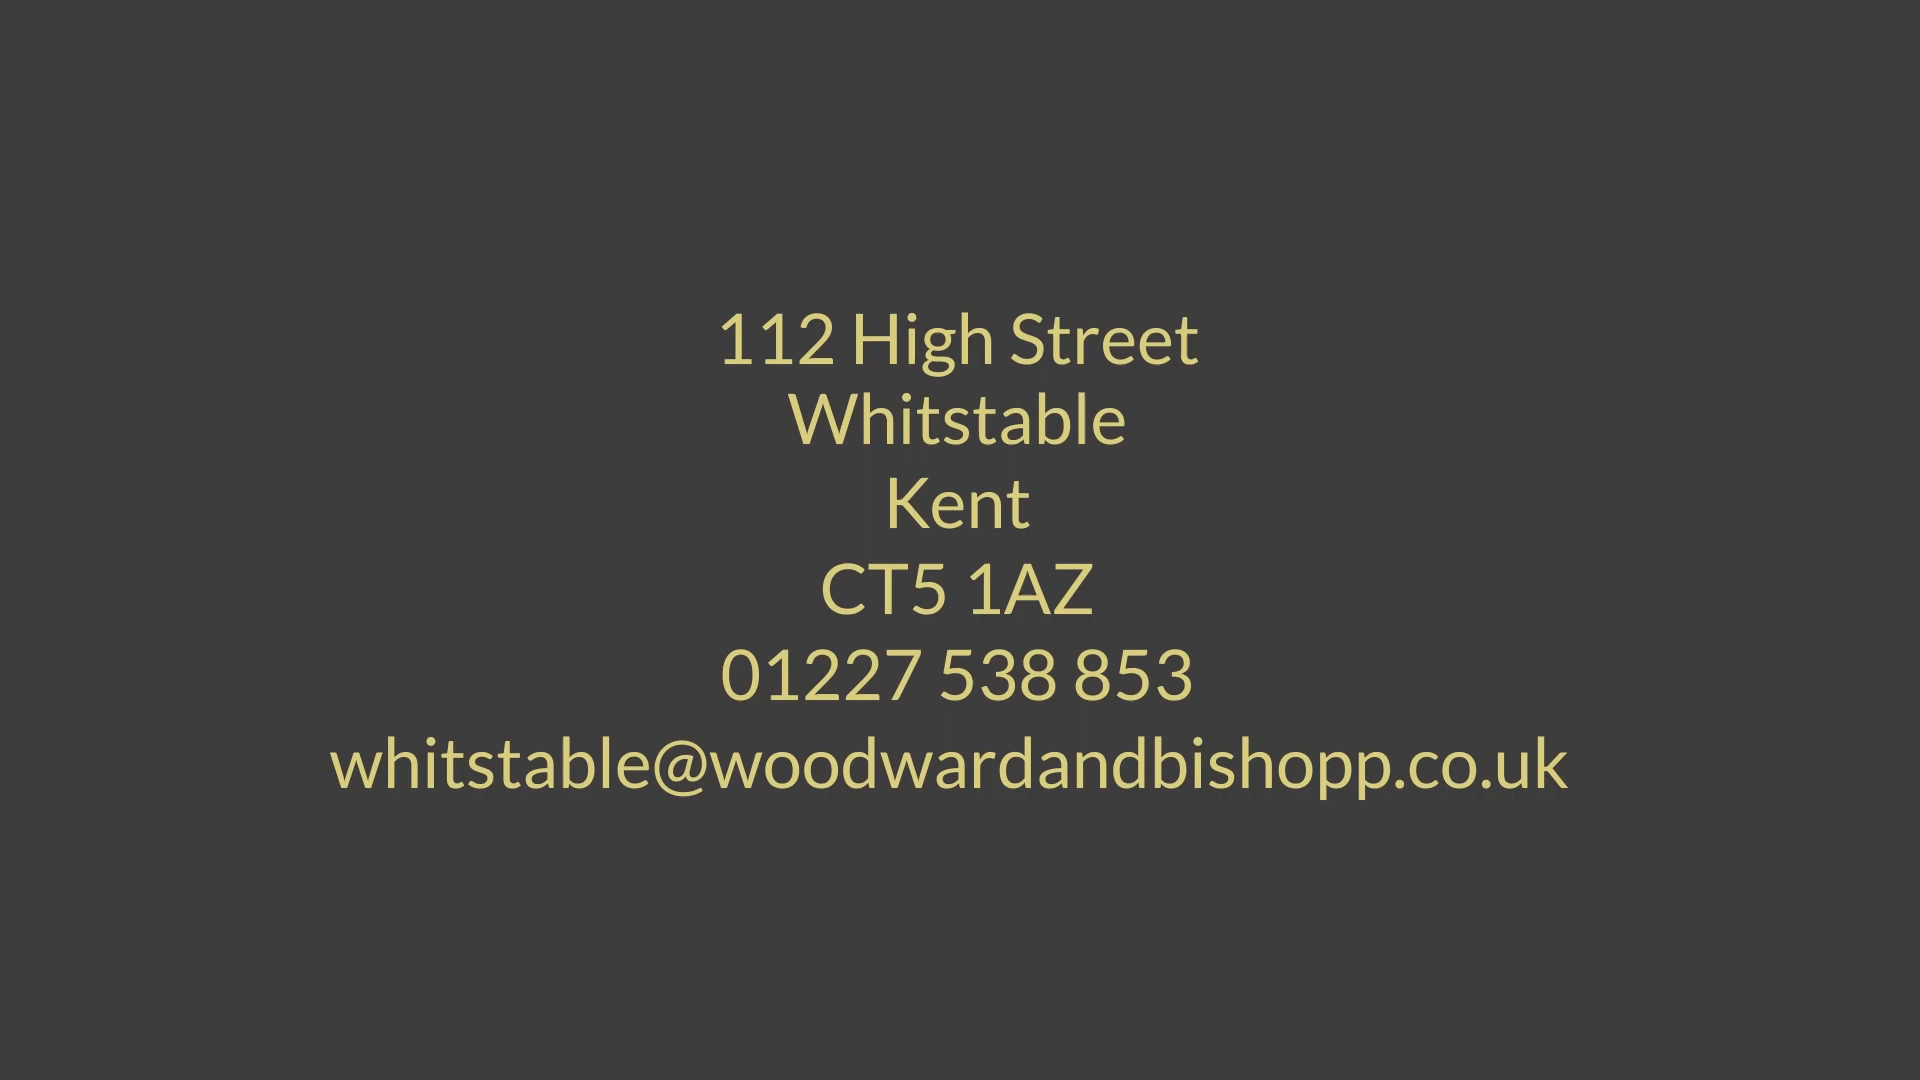 112 High Street
Whitstable
Kent
CT5 1AZ
01227 538 853
whitstable@woodwardandbishopp.co.uk